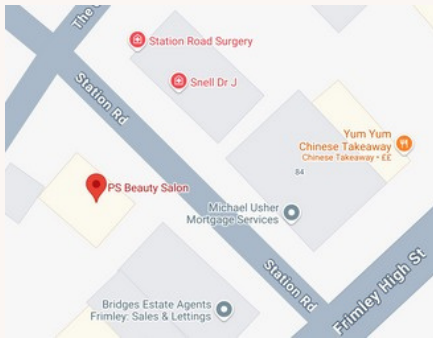 The
Station Road Surgery
Snell Dr J
Station Rd
Yum Yum
Chinese Takeaway
Chinese Takeaway • ££
84
PS Beauty Salon
Michael Usher
Mortgage Services
Station Rd
Frimley High St
Bridges Estate Agents
Frimley: Sales & Lettings